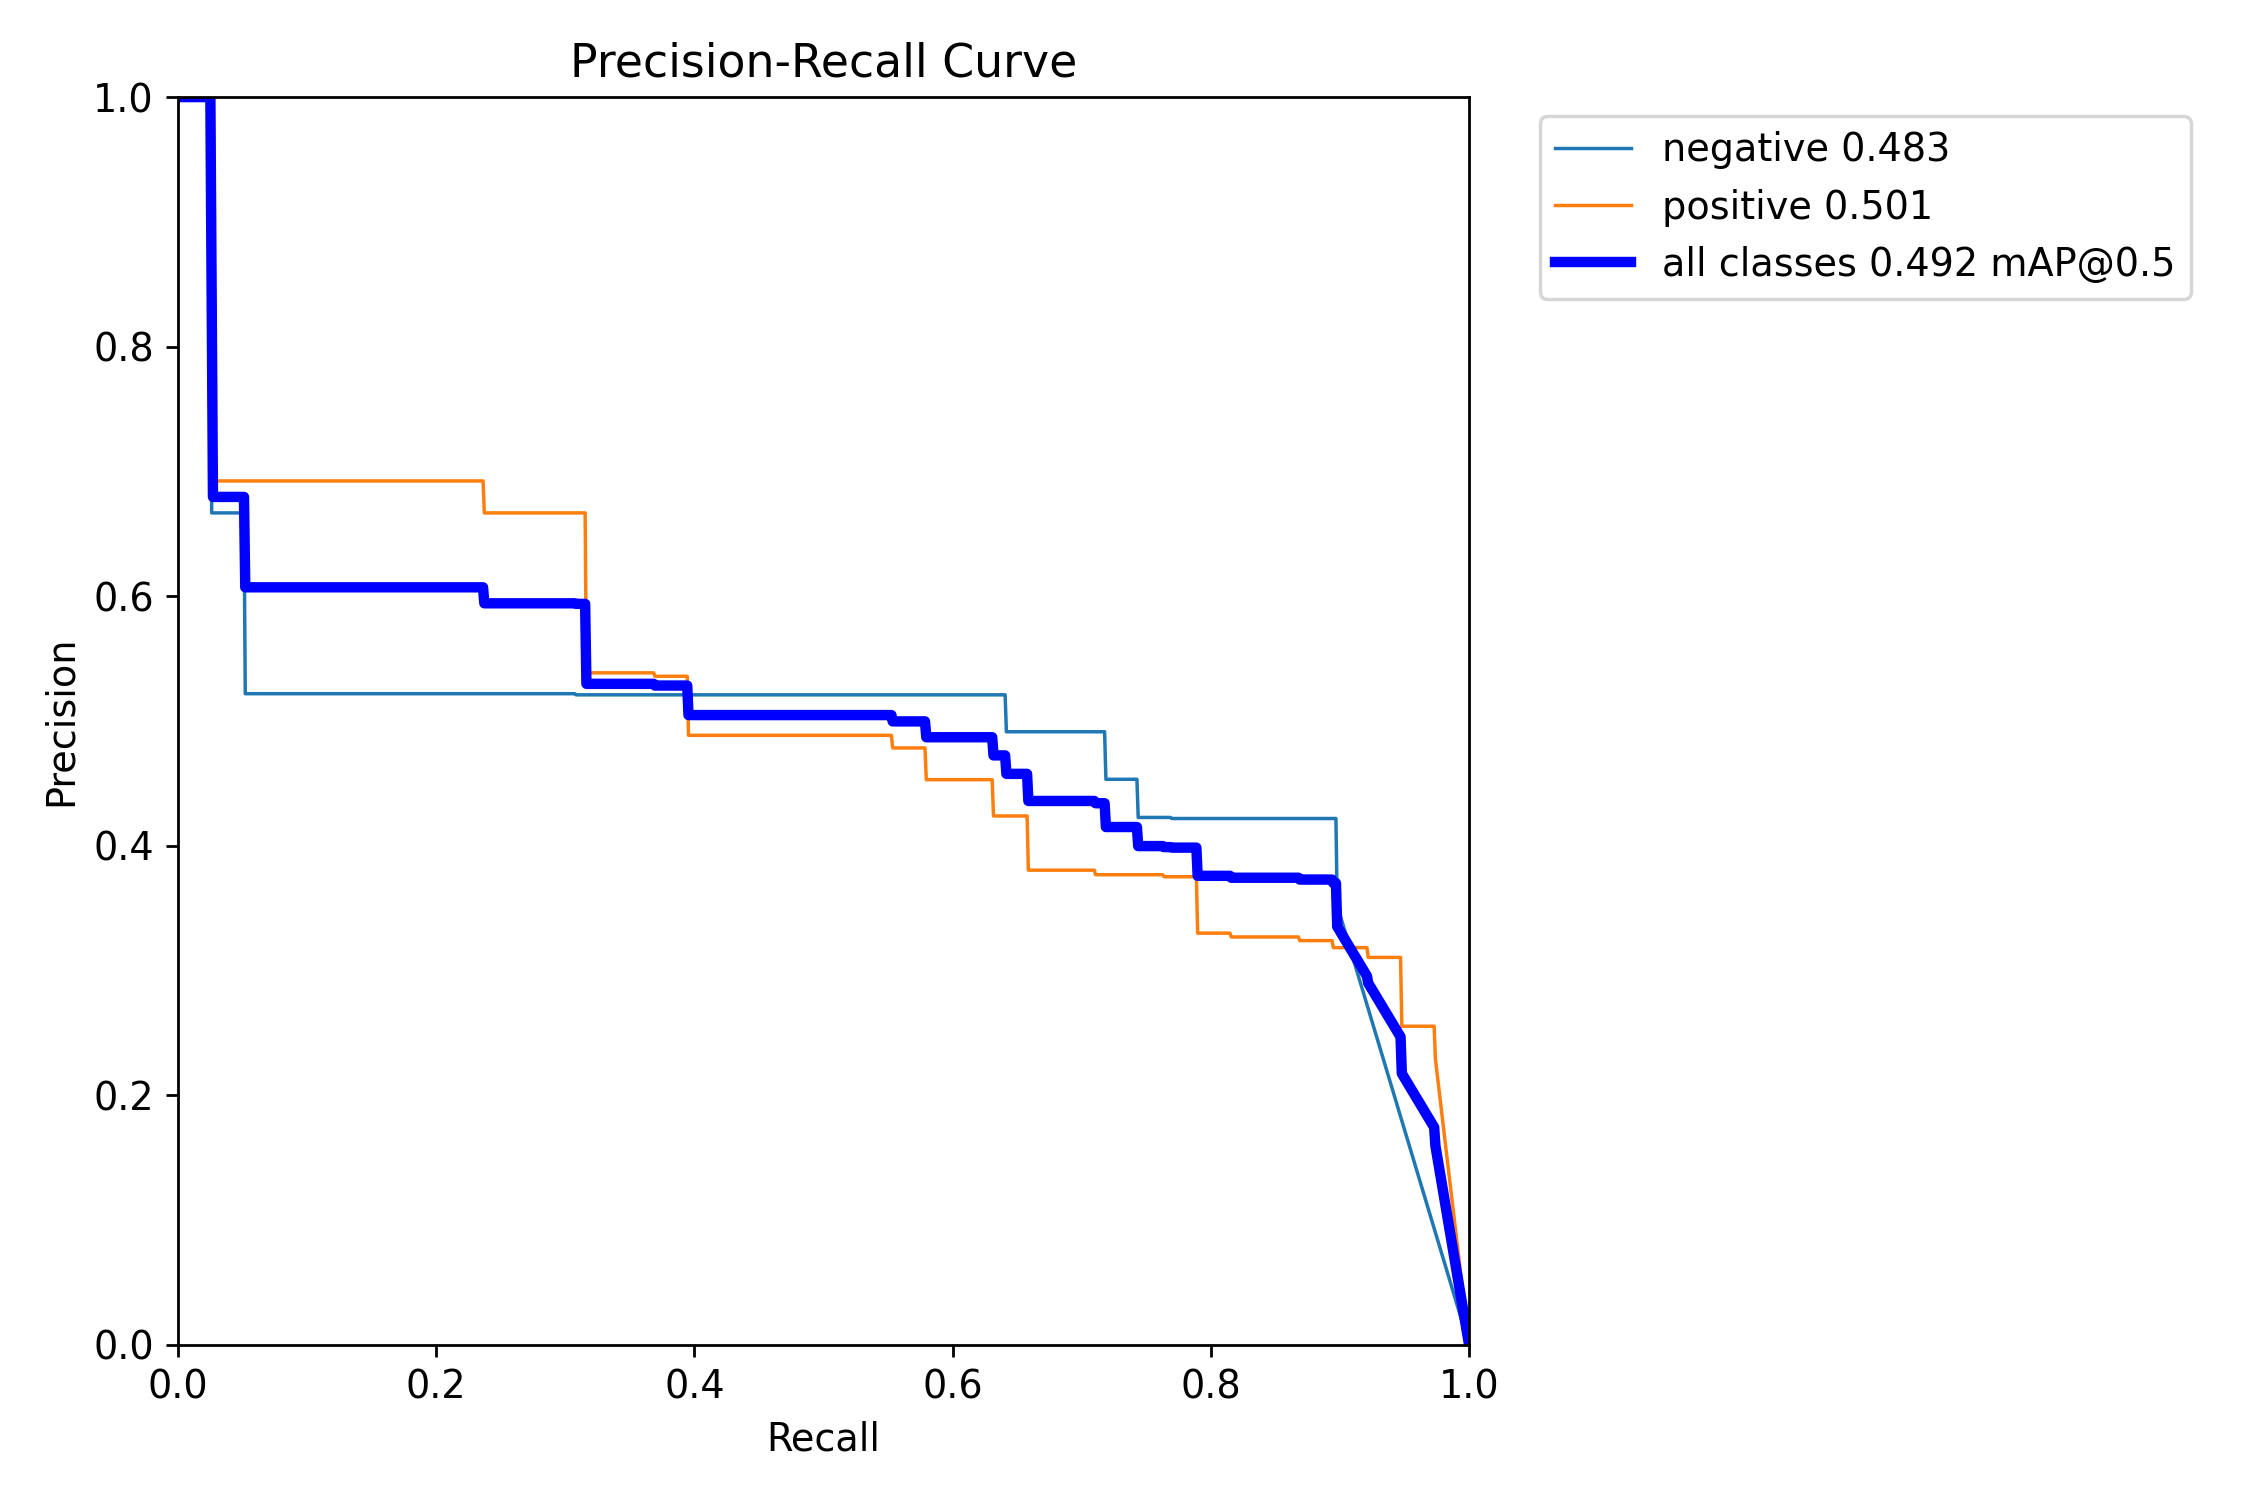 Precision-Recall Curve
negative 0.483
positive 0.501
all classes 0.492 mAP@0.5
Precision
1.0
0.8
0.6
0.4
0.2
0.0
0.0 0.2 0.4 0.6 0.8 1.0
Recall